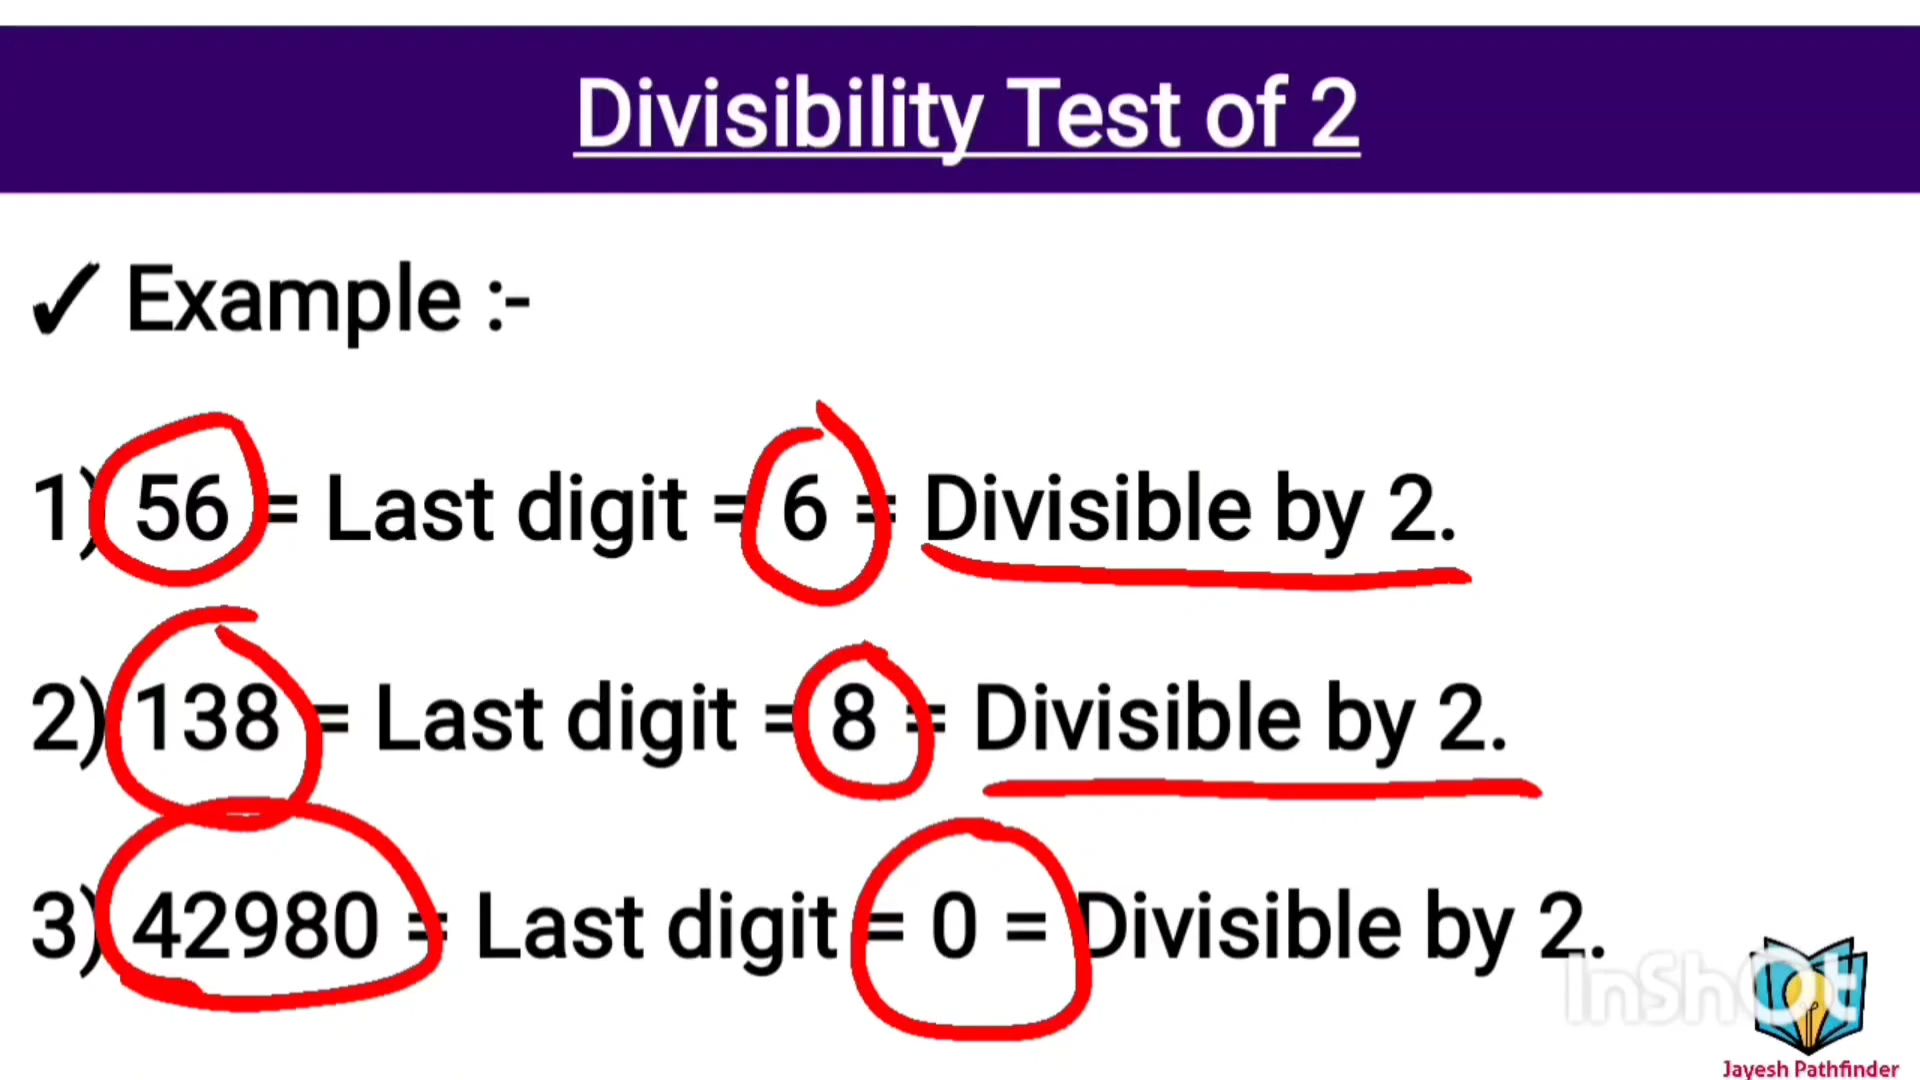 Divisibility Test of 2
✓ Example :-
1) 56 = Last digit = 6 = Divisible by 2.
2) 138 = Last digit = 8 = Divisible by 2.
3) 42980 = Last digit = 0 = Divisible by 2.
InShOt
Jayesh Pathfinder